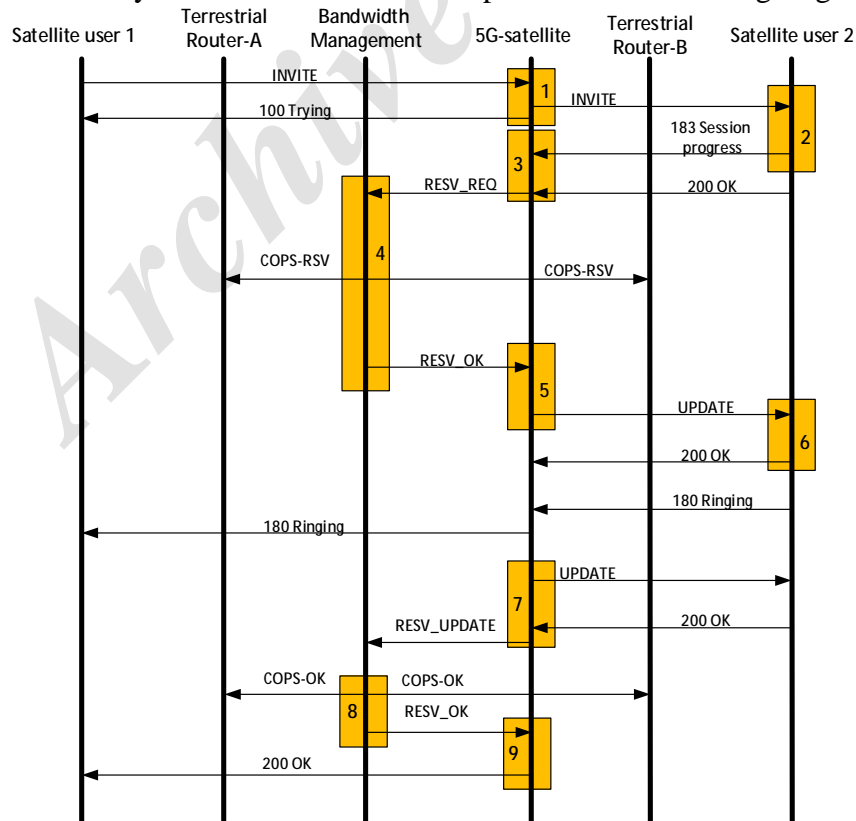 Satellite user 1
Terrestrial
Router-A
Bandwidth
Management
5G-satellite
Terrestrial
Router-B
Satellite user 2
INVITE
1
INVITE
100 Trying
183 Session
progress
2
3
RESV_REQ
200 OK
4
COPS-RSV
COPS-RSV
RESV_OK
5
UPDATE
6
200 OK
180 Ringing
180 Ringing
UPDATE
7
200 OK
RESV_UPDATE
COPS-OK
COPS-OK
8
RESV_OK
9
200 OK
Archive